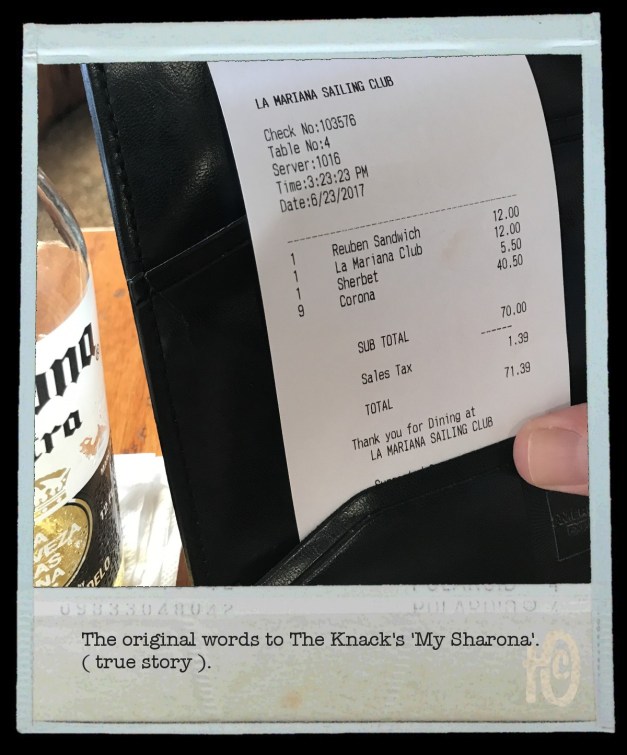 LA MARIANA SAILING CLUB
Check No:103576
Table No:4
Server:1016
Time:3:23:23 PM
Date:6/23/2017
1 Reuben Sandwich 12.00
1 La Mariana Club 12.00
1 Sherbet 5.50
9 Corona 40.50
SUB TOTAL 70.00
Sales Tax 1.39
TOTAL 71.39
Thank you for Dining at
LA MARIANA SAILING CLUB
The original words to The Knack's 'My Sharona'.
( true story ).